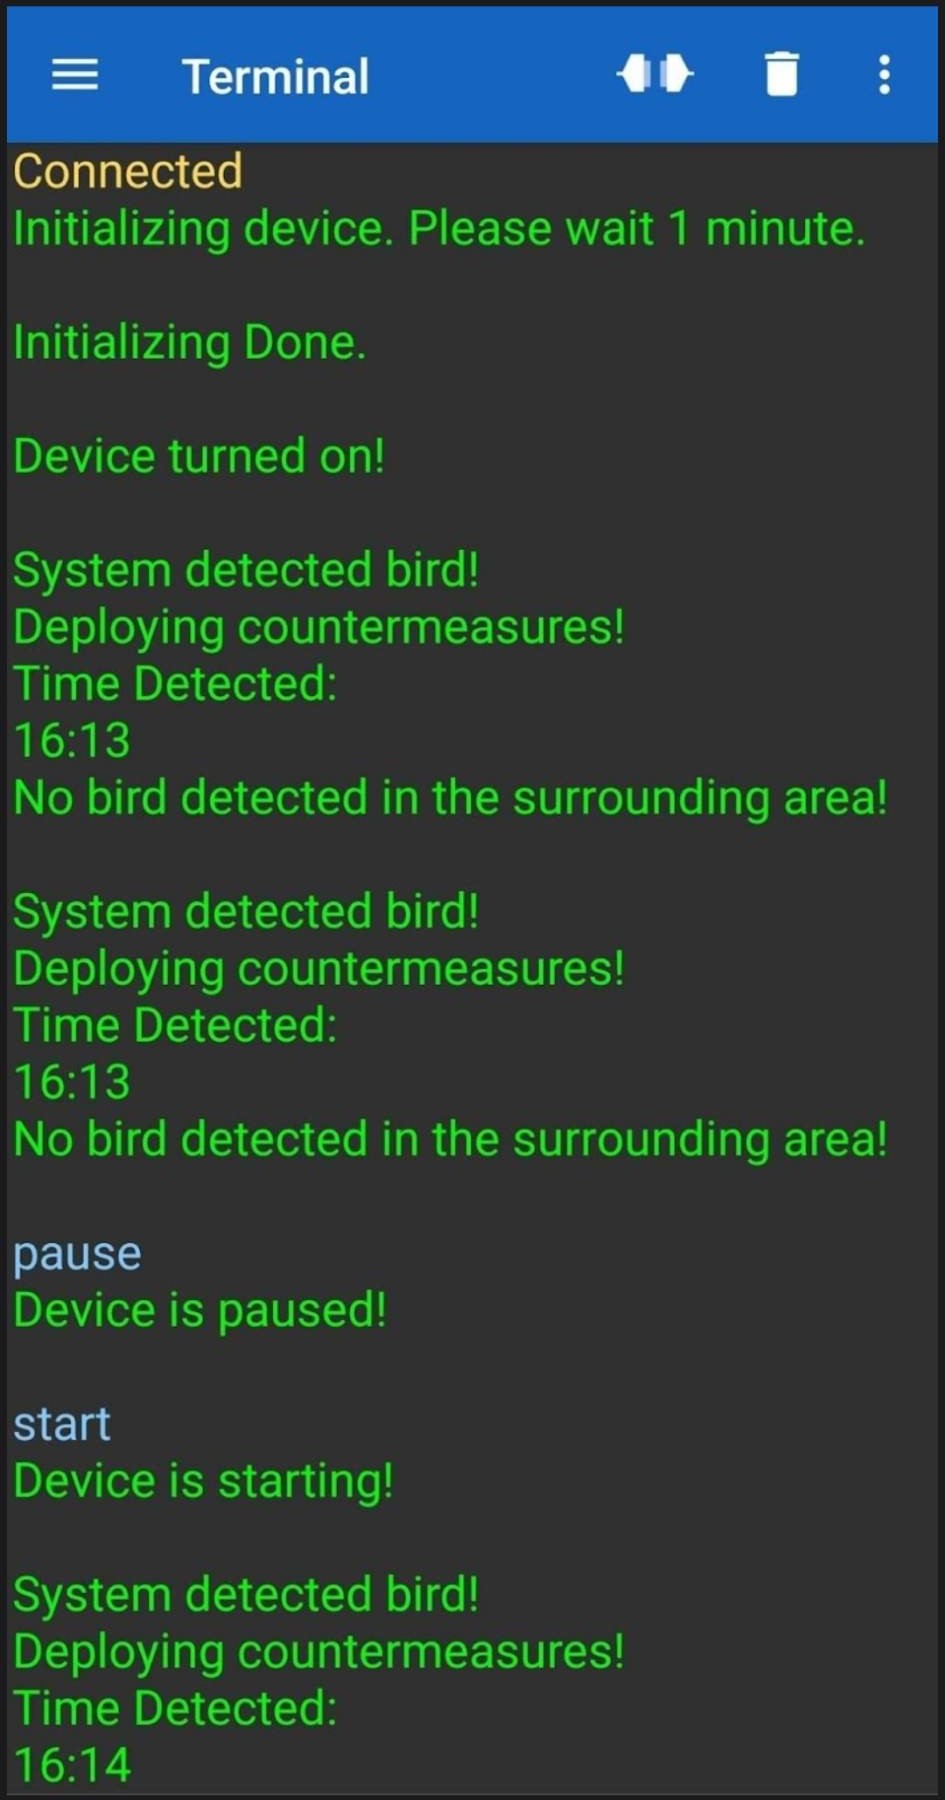 Terminal
Connected
Initializing device. Please wait 1 minute.
Initializing Done.
Device turned on!
System detected bird!
Deploying countermeasures!
Time Detected:
16:13
No bird detected in the surrounding area!
System detected bird!
Deploying countermeasures!
Time Detected:
16:13
No bird detected in the surrounding area!
pause
Device is paused!
start
Device is starting!
System detected bird!
Deploying countermeasures!
Time Detected:
16:14